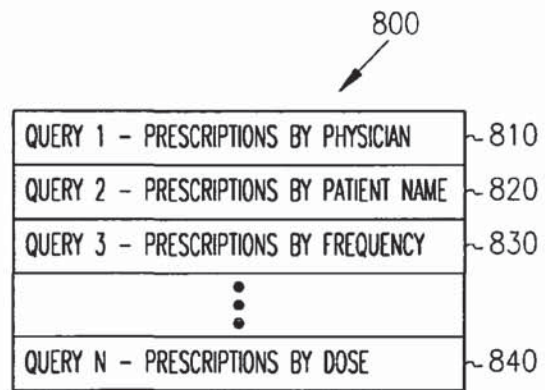 800
QUERY 1 - PRESCRIPTIONS BY PHYSICIAN 810
QUERY 2 - PRESCRIPTIONS BY PATIENT NAME 820
QUERY 3 - PRESCRIPTIONS BY FREQUENCY 830
QUERY N - PRESCRIPTIONS BY DOSE 840